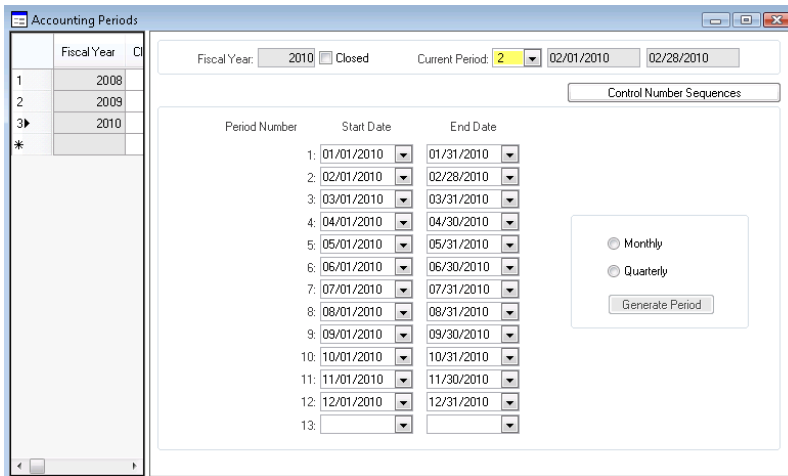 Accounting Periods
Fiscal Year Cl
1 2008
2 2009
3 2010
Fiscal Year: 2010 Closed Current Period: 2 02/01/2010 02/28/2010
Control Number Sequences
Period Number Start Date End Date
1: 01/01/2010 01/31/2010
2: 02/01/2010 02/28/2010
3: 03/01/2010 03/31/2010
4: 04/01/2010 04/30/2010
5: 05/01/2010 05/31/2010
6: 06/01/2010 06/30/2010
7: 07/01/2010 07/31/2010
8: 08/01/2010 08/31/2010
9: 09/01/2010 09/30/2010
10: 10/01/2010 10/31/2010
11: 11/01/2010 11/30/2010
12: 12/01/2010 12/31/2010
13:
Monthly
Quarterly
Generate Period